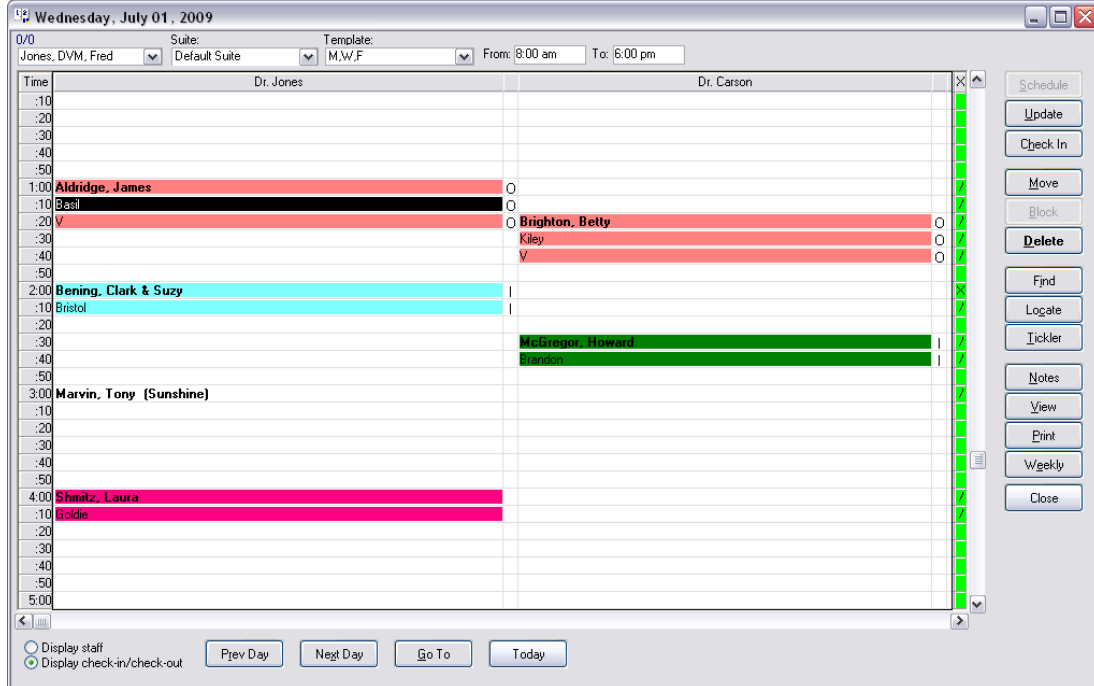 Wednesday, July 01, 2009
0/0 Suite: Template:
Jones, DVM, Fred Default Suite M,W,F From: 8:00 am To: 6:00 pm
Time Dr. Jones Dr. Carson X
:10
:20
:30
:40
:50
1:00 Aldridge, James O /
:10 Basil O /
:20 V O Brighton, Betty O /
:30 Kiley O /
:40 V O /
:50
2:00 Bening, Clark & Suzy I X
:10 Bristol I /
:20
:30 McGregor, Howard I /
:40 Brandon I /
:50
3:00 Marvin, Tony (Sunshine) /
:10
:20
:30
:40
:50
4:00 Shmitz, Laura /
:10 Goldie /
:20
:30
:40
:50
5:00
Schedule
Update
Check In
Move
Block
Delete
Find
Locate
Tickler
Notes
View
Print
Weekly
Close
Display staff
Display check-in/check-out
Prev Day Next Day Go To Today